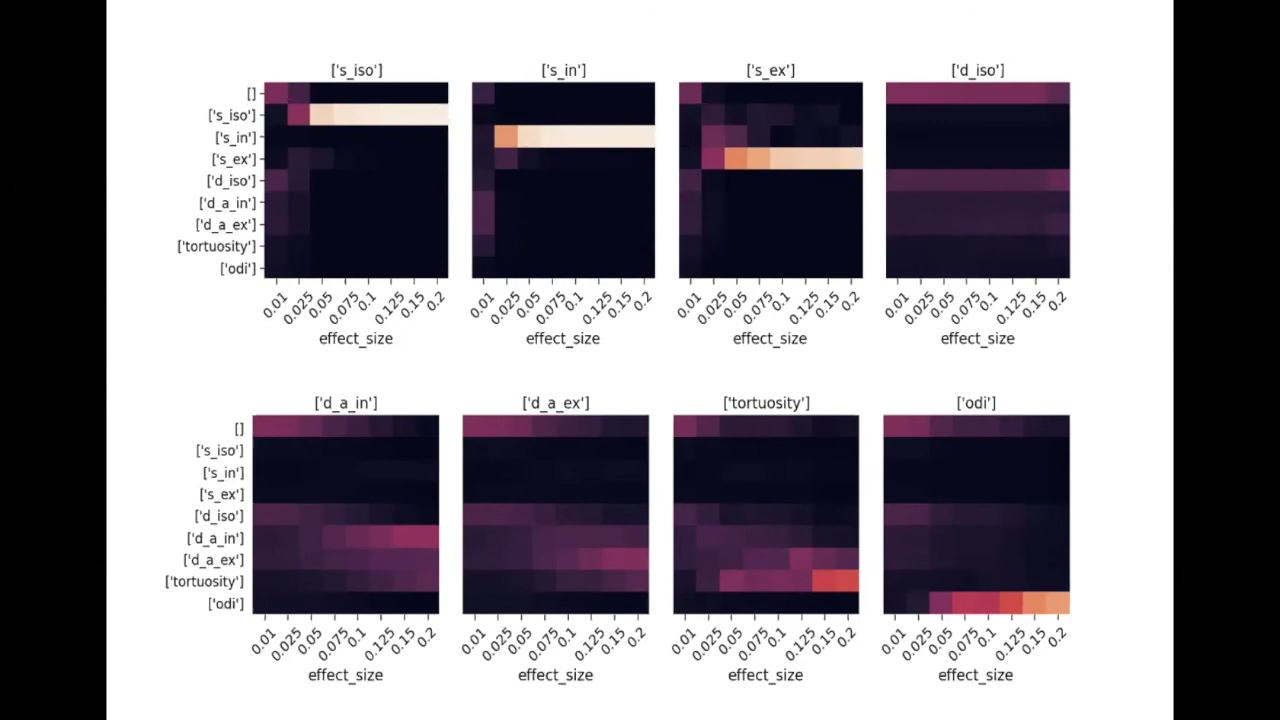 ['s_iso'] ['s_in'] ['s_ex'] ['d_iso']
[]
['s_iso']
['s_in']
['s_ex']
['d_iso']
['d_a_in']
['d_a_ex']
['tortuosity']
['odi']
0.01 0.025 0.05 0.075 0.1 0.125 0.15 0.2 0.01 0.025 0.05 0.075 0.1 0.125 0.15 0.2 0.01 0.025 0.05 0.075 0.1 0.125 0.15 0.2 0.01 0.025 0.05 0.075 0.1 0.125 0.15 0.2
effect_size effect_size effect_size effect_size
['d_a_in'] ['d_a_ex'] ['tortuosity'] ['odi']
[]
['s_iso']
['s_in']
['s_ex']
['d_iso']
['d_a_in']
['d_a_ex']
['tortuosity']
['odi']
0.01 0.025 0.05 0.075 0.1 0.125 0.15 0.2 0.01 0.025 0.05 0.075 0.1 0.125 0.15 0.2 0.01 0.025 0.05 0.075 0.1 0.125 0.15 0.2 0.01 0.025 0.05 0.075 0.1 0.125 0.15 0.2
effect_size effect_size effect_size effect_size